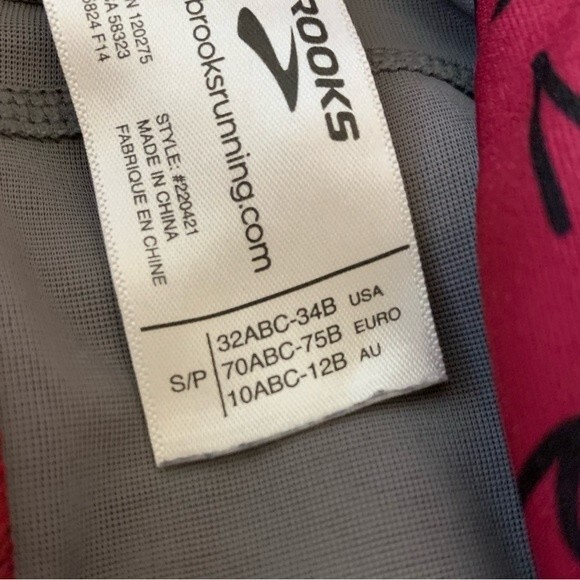 ROOKS
brooksrunning.com
N 120275
A 58323
0824 F14
STYLE: #220421
MADE IN CHINA
FABRIQUE EN CHINE
S/P
32ABC-34B USA
70ABC-75B EURO
10ABC-12B AU